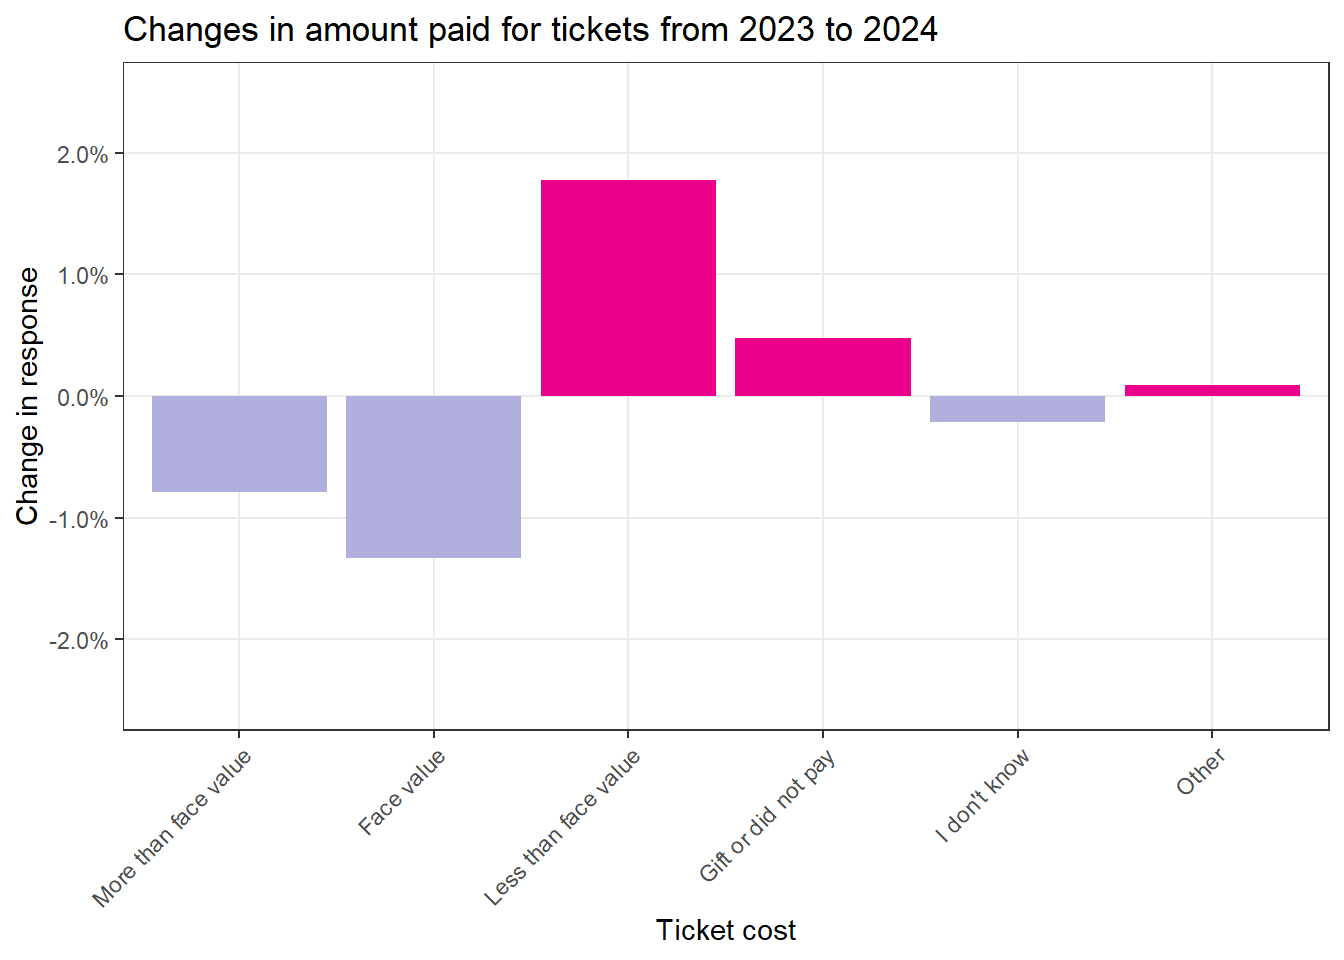 Changes in amount paid for tickets from 2023 to 2024
Change in response
2.0%
1.0%
0.0%
-1.0%
-2.0%
More than face value
Face value
Less than face value
Gift or did not pay
I don't know
Other
Ticket cost